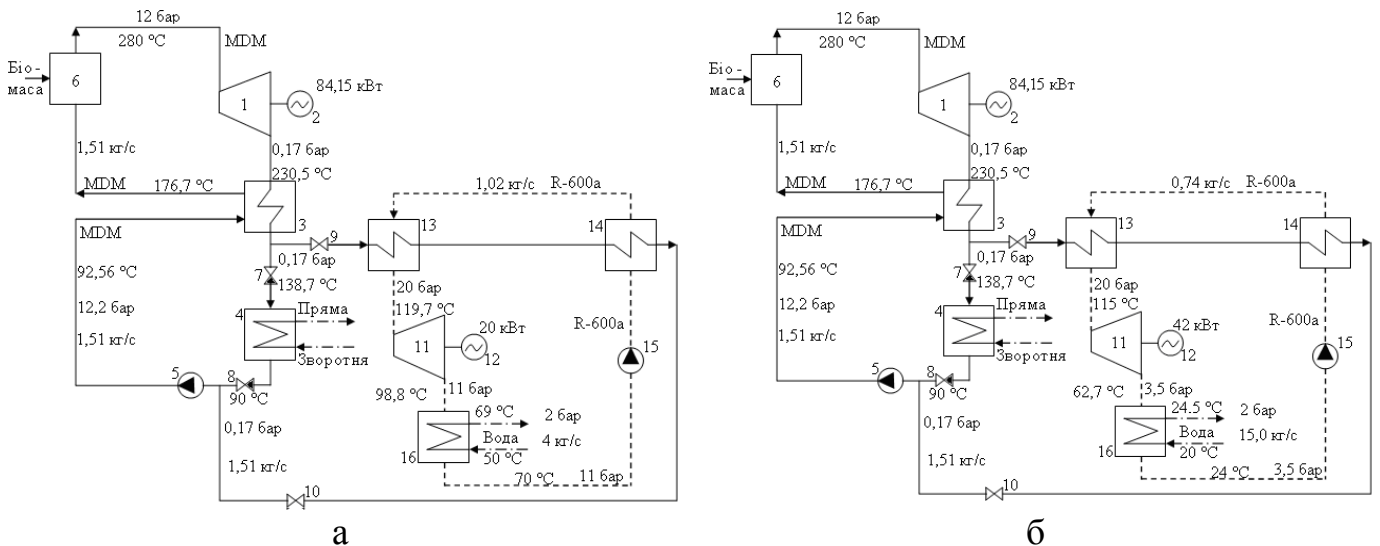 12 бар
280 °С
MDM
Біо-
маса
6
1
84,15 кВт
2
1,51 кг/с
0,17 бар
230,5 °С
MDM
176,7 °С
3
1,02 кг/с
R-600a
13
14
9
MDM
0,17 бар
7
138,7 °С
92,56 °С
12,2 бар
1,51 кг/с
4
Пряма
Зворотня
20 бар
119,7 °С
11
20 кВт
12
R-600a
15
5
8
90 °С
0,17 бар
1,51 кг/с
98,8 °С
11 бар
69 °С
2 бар
Вода
4 кг/с
50 °С
16
70 °С
11 бар
10
а
12 бар
280 °С
MDM
Біо-
маса
6
1
84,15 кВт
2
1,51 кг/с
0,17 бар
230,5 °С
MDM
176,7 °С
3
0,74 кг/с
R-600a
13
14
9
MDM
0,17 бар
7
138,7 °С
92,56 °С
12,2 бар
1,51 кг/с
4
Пряма
Зворотня
20 бар
115 °С
11
42 кВт
12
R-600a
15
5
8
90 °С
0,17 бар
1,51 кг/с
62,7 °С
3,5 бар
24.5 °С
2 бар
Вода
15,0 кг/с
20 °С
16
24 °С
3,5 бар
10
б